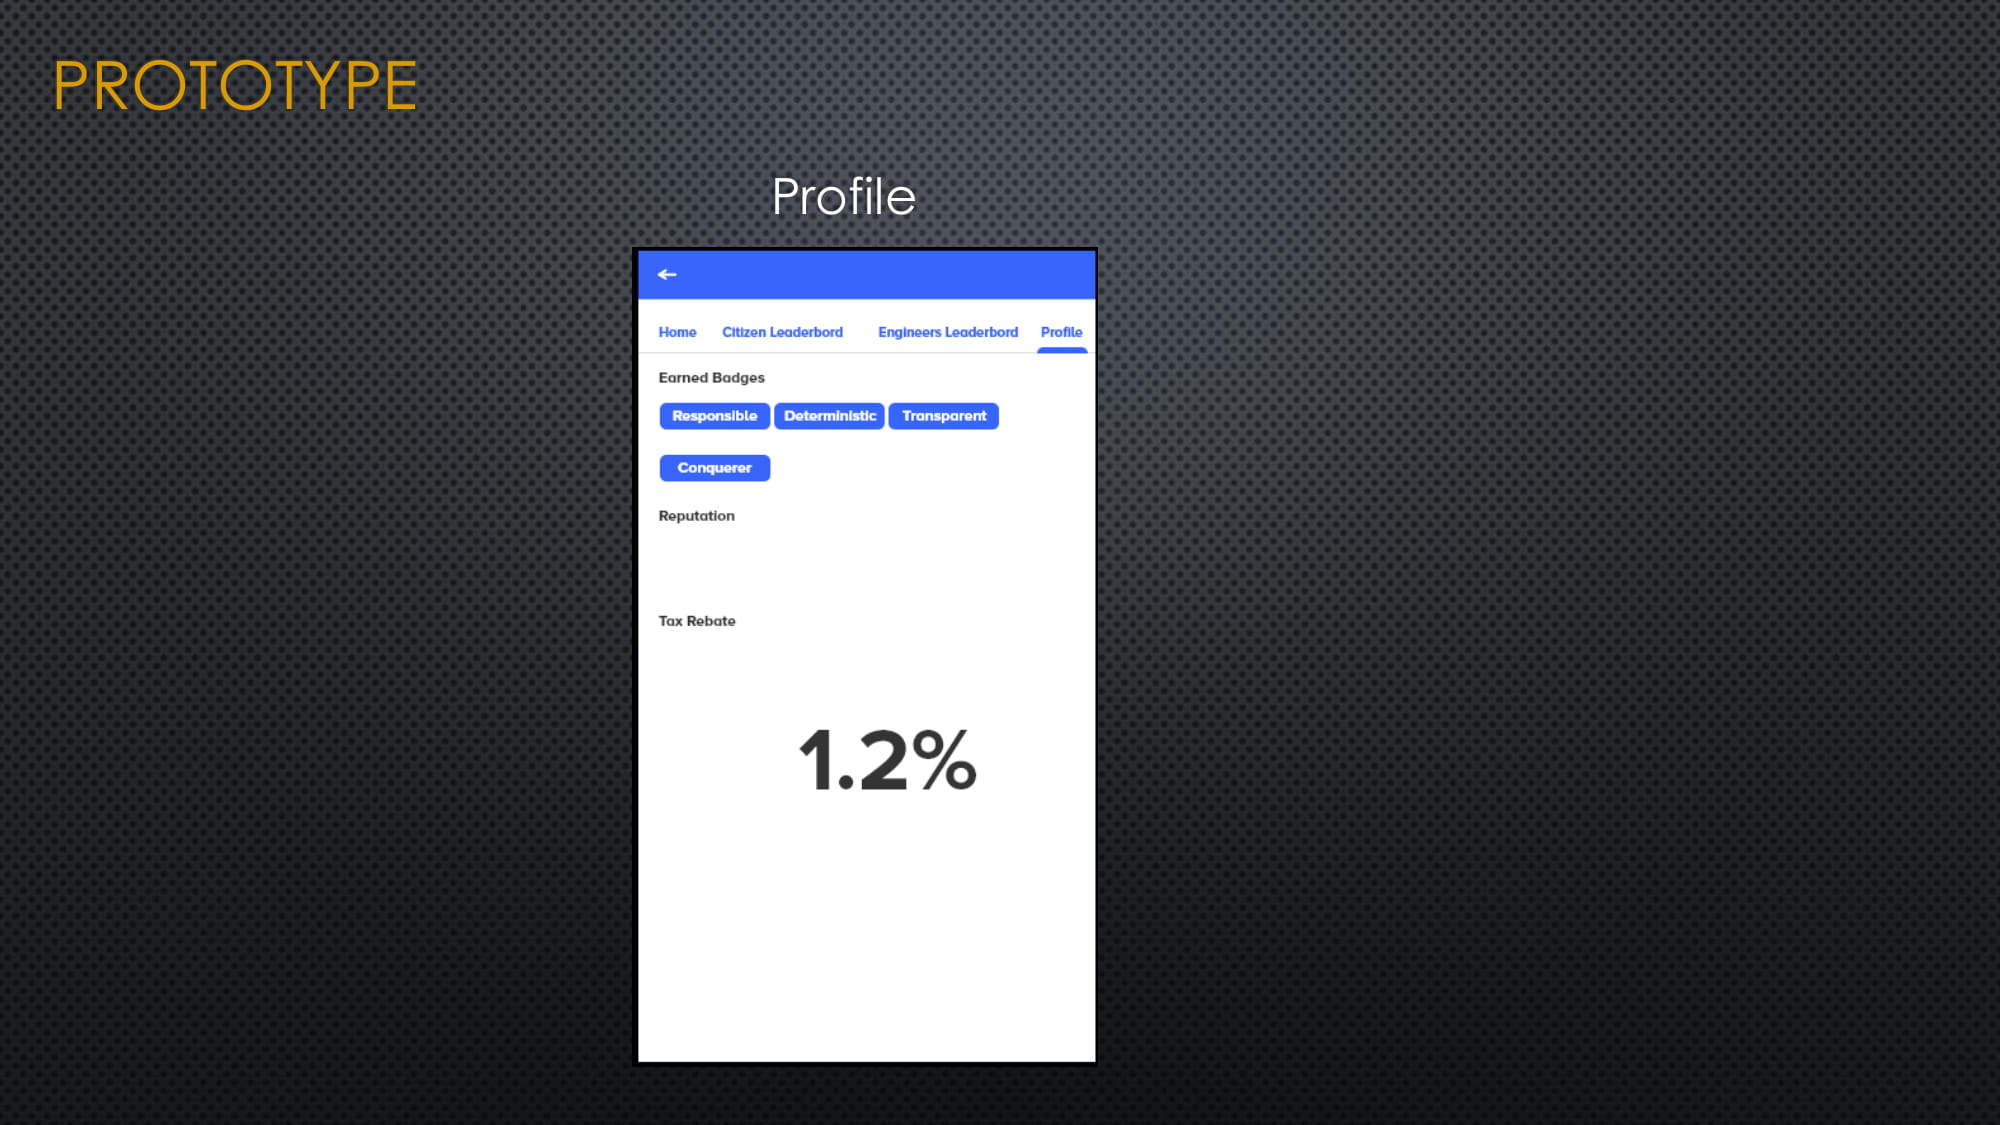 PROTOTYPE
Profile
Home Citizen Leaderbord Engineers Leaderbord Profile
Earned Badges
Responsible Deterministic Transparent
Conquerer
Reputation
Tax Rebate
1.2%